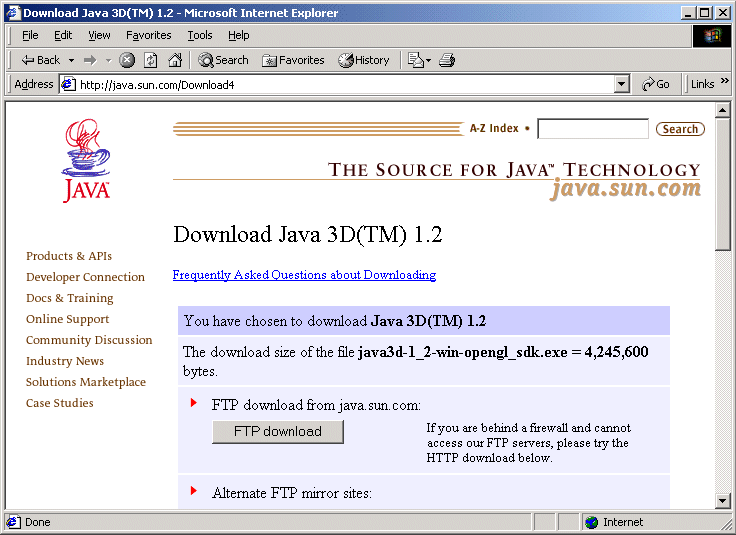 Download Java 3D(TM) 1.2 - Microsoft Internet Explorer
File Edit View Favorites Tools Help
Back Search Favorites History
Address http://java.sun.com/Download4 Go Links »
A-Z Index • Search
THE SOURCE FOR JAVA™ TECHNOLOGY
java.sun.com
JAVA™
Products & APIs
Developer Connection
Docs & Training
Online Support
Community Discussion
Industry News
Solutions Marketplace
Case Studies
Download Java 3D(TM) 1.2
Frequently Asked Questions about Downloading
You have chosen to download Java 3D(TM) 1.2
The download size of the file java3d-1_2-win-opengl_sdk.exe = 4,245,600
bytes.
FTP download from java.sun.com:
FTP download
If you are behind a firewall and cannot
access our FTP servers, please try the
HTTP download below.
Alternate FTP mirror sites:
Done Internet